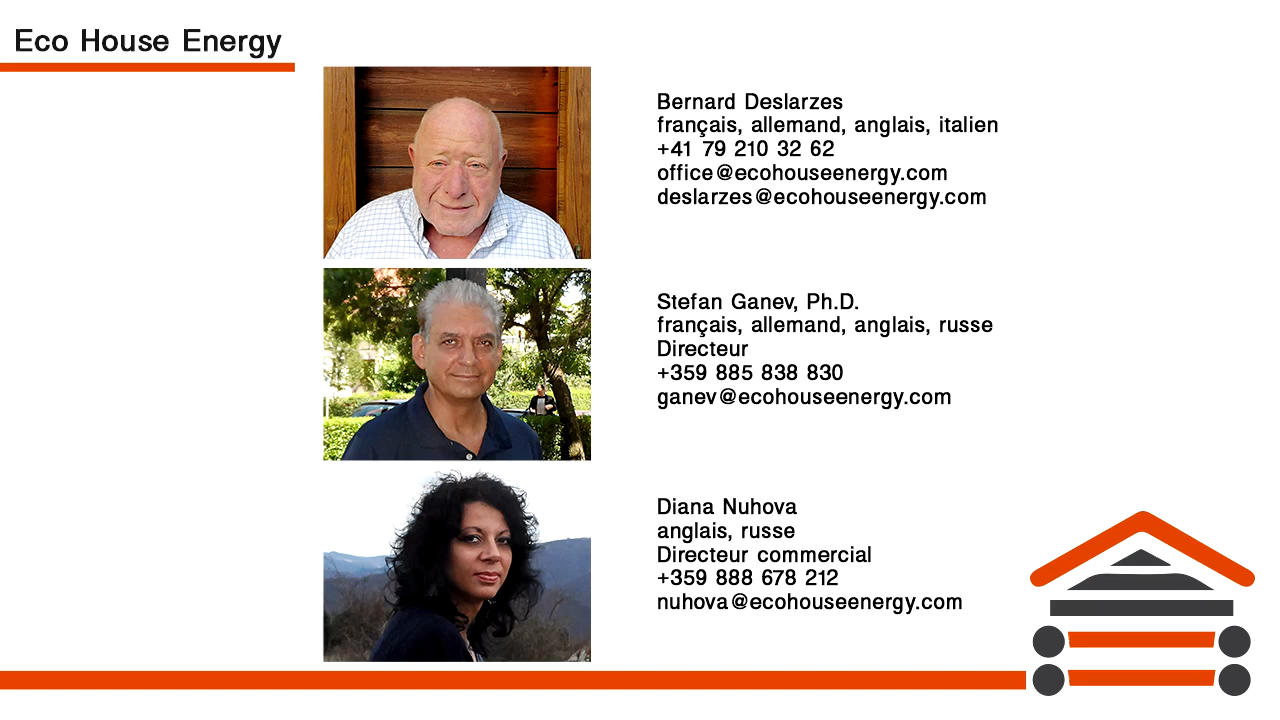 Eco House Energy
Bernard Deslarzes
français, allemand, anglais, italien
+41 79 210 32 62
office@ecohouseenergy.com
deslarzes@ecohouseenergy.com
Stefan Ganev, Ph.D.
français, allemand, anglais, russe
Directeur
+359 885 838 830
ganev@ecohouseenergy.com
Diana Nuhova
anglais, russe
Directeur commercial
+359 888 678 212
nuhova@ecohouseenergy.com